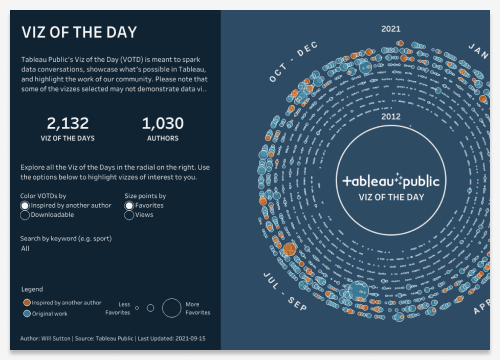 VIZ OF THE DAY
Tableau Public's Viz of the Day (VOTD) is meant to spark
data conversations, showcase what's possible in Tableau,
and highlight the work of our community. Please note that
some of the vizzes selected may not demonstrate data vi..
2,132
VIZ OF THE DAYS
1,030
AUTHORS
Explore all the Viz of the Days in the radial on the right. Use
the options below to highlight vizzes of interest to you.
Color VOTDs by
Inspired by another author
Downloadable
Size points by
Favorites
Views
Search by keyword (e.g. sport)
All
Legend
Inspired by another author
Original work
Less
Favorites
More
Favorites
Author: Will Sutton | Source: Tableau Public | Last Updated: 2021-09-15
2021
OCT - DEC
JAN
2012
tableau public
VIZ OF THE DAY
JUL - SEP
APR